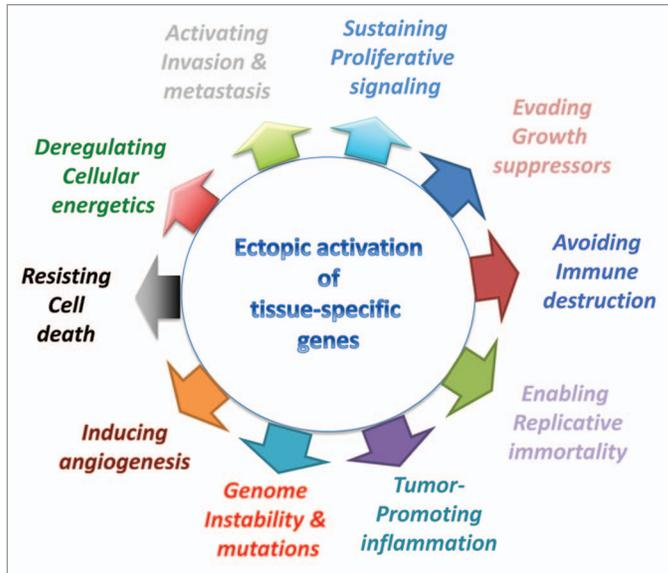 Activating
Invasion &
metastasis
Sustaining
Proliferative
signaling
Evading
Growth
suppressors
Deregulating
Cellular
energetics
Ectopic activation
of
tissue-specific
genes
Avoiding
Immune
destruction
Resisting
Cell
death
Enabling
Replicative
immortality
Inducing
angiogenesis
Genome
Instability &
mutations
Tumor-
Promoting
inflammation